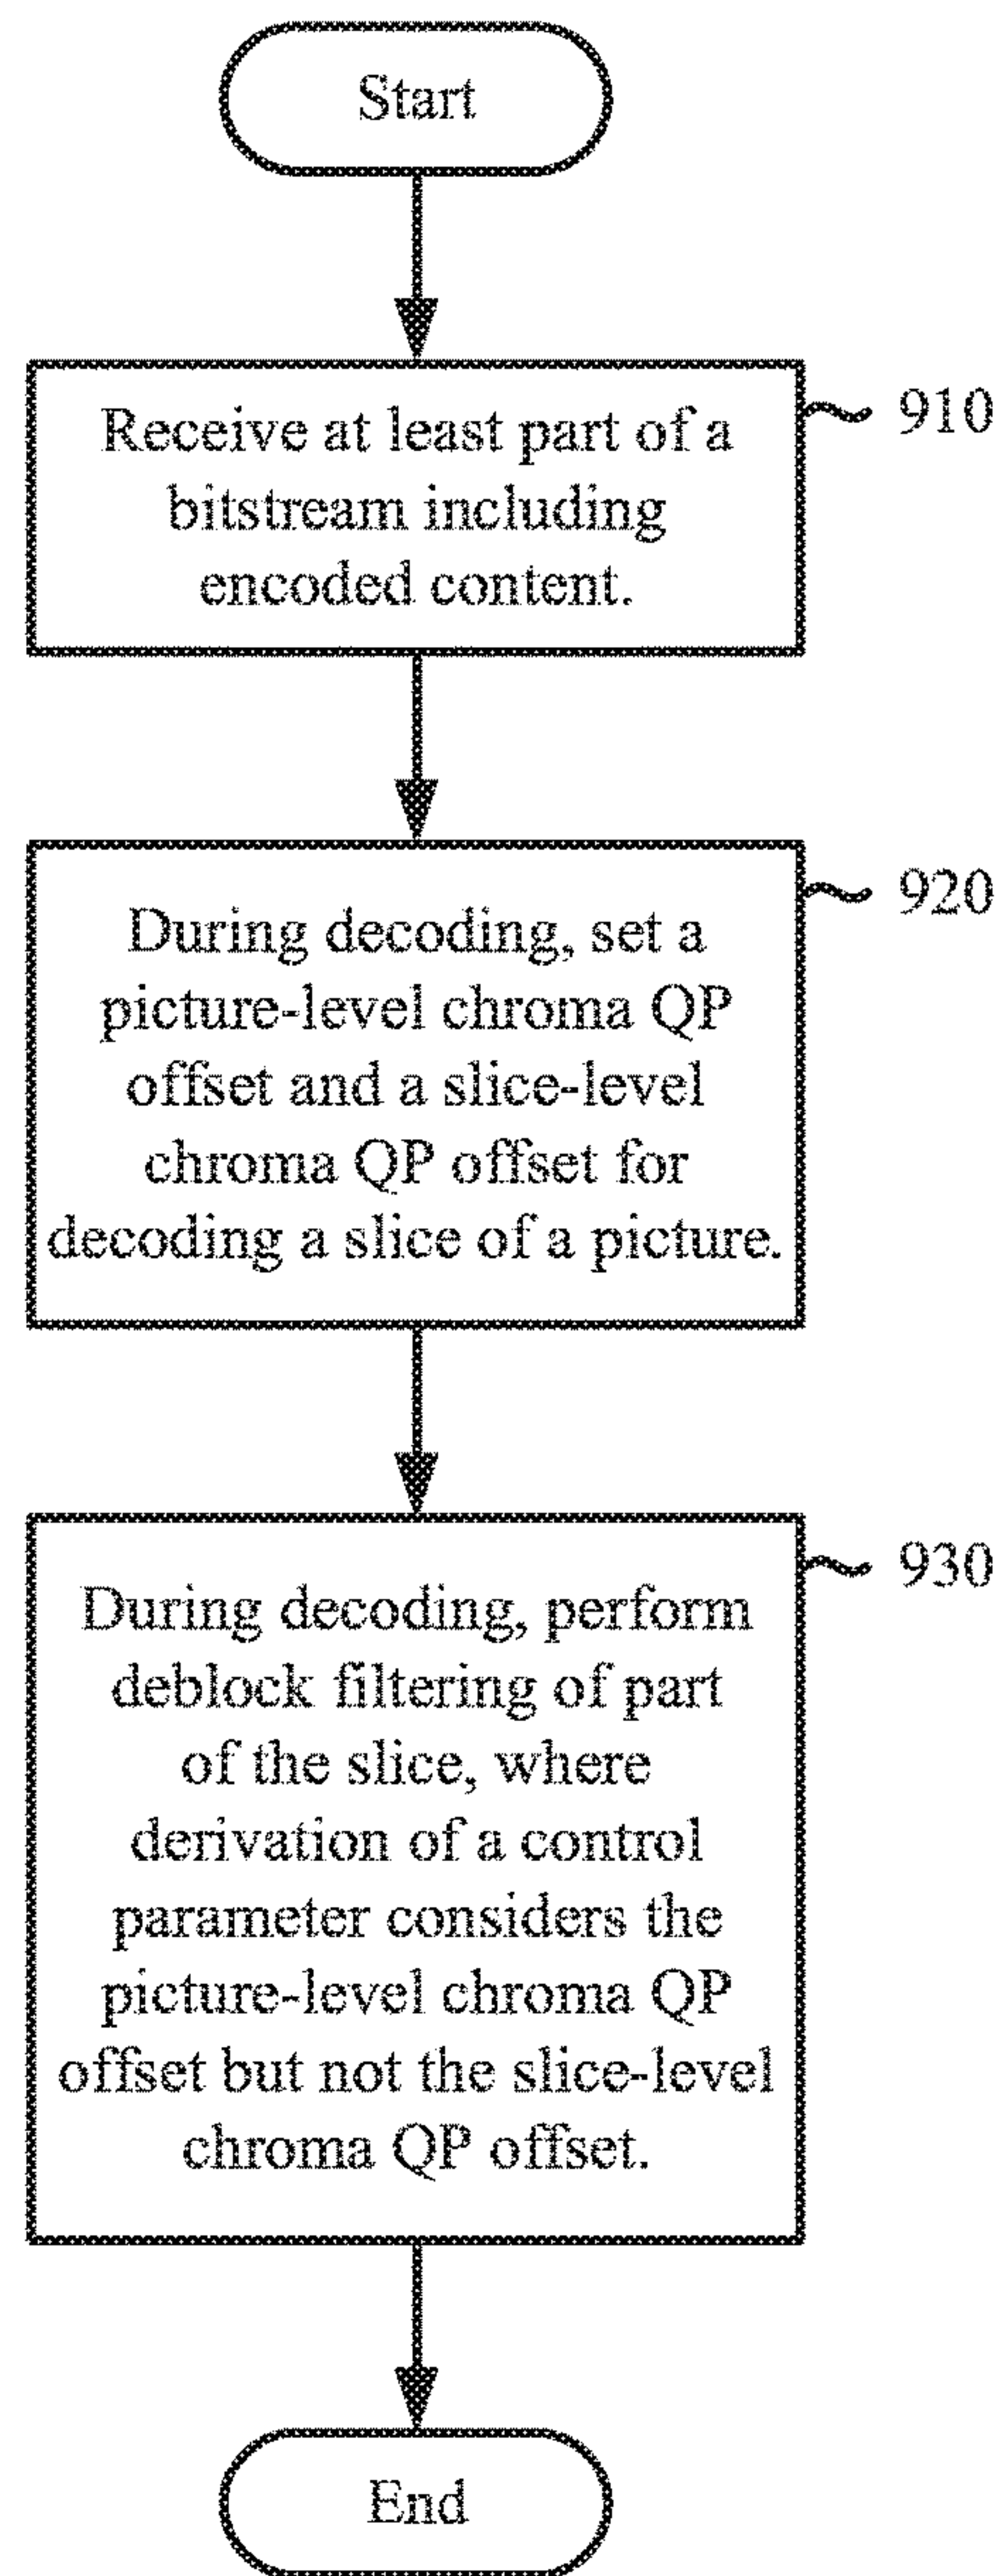 Start
Receive at least part of a
bitstream including
encoded content.
910
During decoding, set a
picture-level chroma QP
offset and a slice-level
chroma QP offset for
decoding a slice of a picture.
920
During decoding, perform
deblock filtering of part
of the slice, where
derivation of a control
parameter considers the
picture-level chroma QP
offset but not the slice-level
chroma QP offset.
930
End